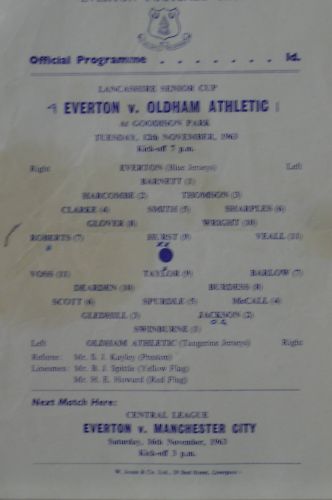 EVERTON FOOTBALL
Official Programme . . . . . . . 1d.
LANCASHIRE SENIOR CUP
EVERTON v. OLDHAM ATHLETIC
At GOODISON PARK
TUESDAY, 12th NOVEMBER, 1963
Kick-off 7 p.m.
Right EVERTON (Blue Jerseys) Left
BARNETT (1)
HARCOMBE (2) THOMSON (3)
CLARKE (4) SMITH (5) SHARPLES (6)
GLOVER (8) WRIGHT (10)
ROBERTS (7) HURST (9) VEALL (11)
VOSS (11) TAYLOR (9) BARLOW (7)
DEARDEN (10) BURDESS (8)
SCOTT (6) SPURDLE (5) McCALL (4)
GLEDHILL (3) JACKSON (2)
SWINBURNE (1)
Left OLDHAM ATHLETIC (Tangerine Jerseys) Right
Referee: Mr. S. J. Kayley (Preston)
Linesmen: Mr. B. J. Spittle (Yellow Flag)
Mr. H. E. Howard (Red Flag)
Next Match Here:
CENTRAL LEAGUE
EVERTON v. MANCHESTER CITY
Saturday, 16th November, 1963
Kick-off 3 p.m.